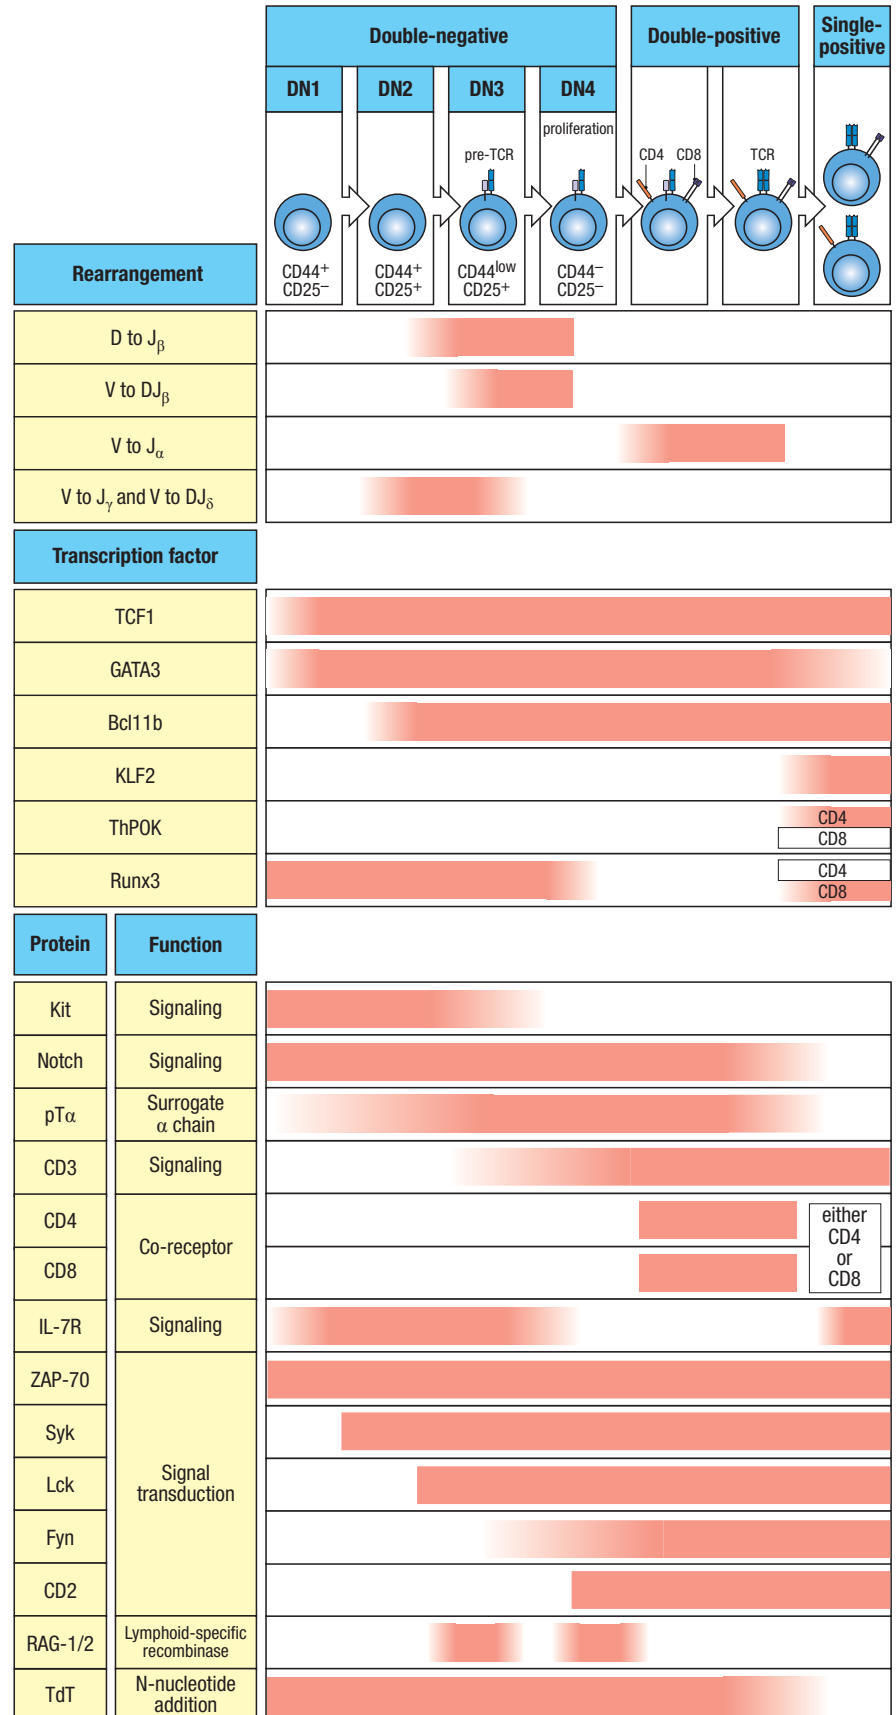 Double-negative
Double-positive
Single-
positive
DN1
DN2
DN3
DN4
proliferation
pre-TCR
CD4
CD8
TCR
Rearrangement
CD44+
CD25−
CD44+
CD25+
CD44low
CD25+
CD44−
CD25−
D to Jβ
V to DJβ
V to Jα
V to Jγ and V to DJδ
Transcription factor
TCF1
GATA3
Bcl11b
KLF2
ThPOK
CD4
CD8
Runx3
CD4
CD8
Protein
Function
Kit
Signaling
Notch
Signaling
pTα
Surrogate
α chain
CD3
Signaling
CD4
CD8
Co-receptor
either
CD4
or
CD8
IL-7R
Signaling
ZAP-70
Syk
Lck
Fyn
CD2
Signal
transduction
RAG-1/2
Lymphoid-specific
recombinase
TdT
N-nucleotide
addition